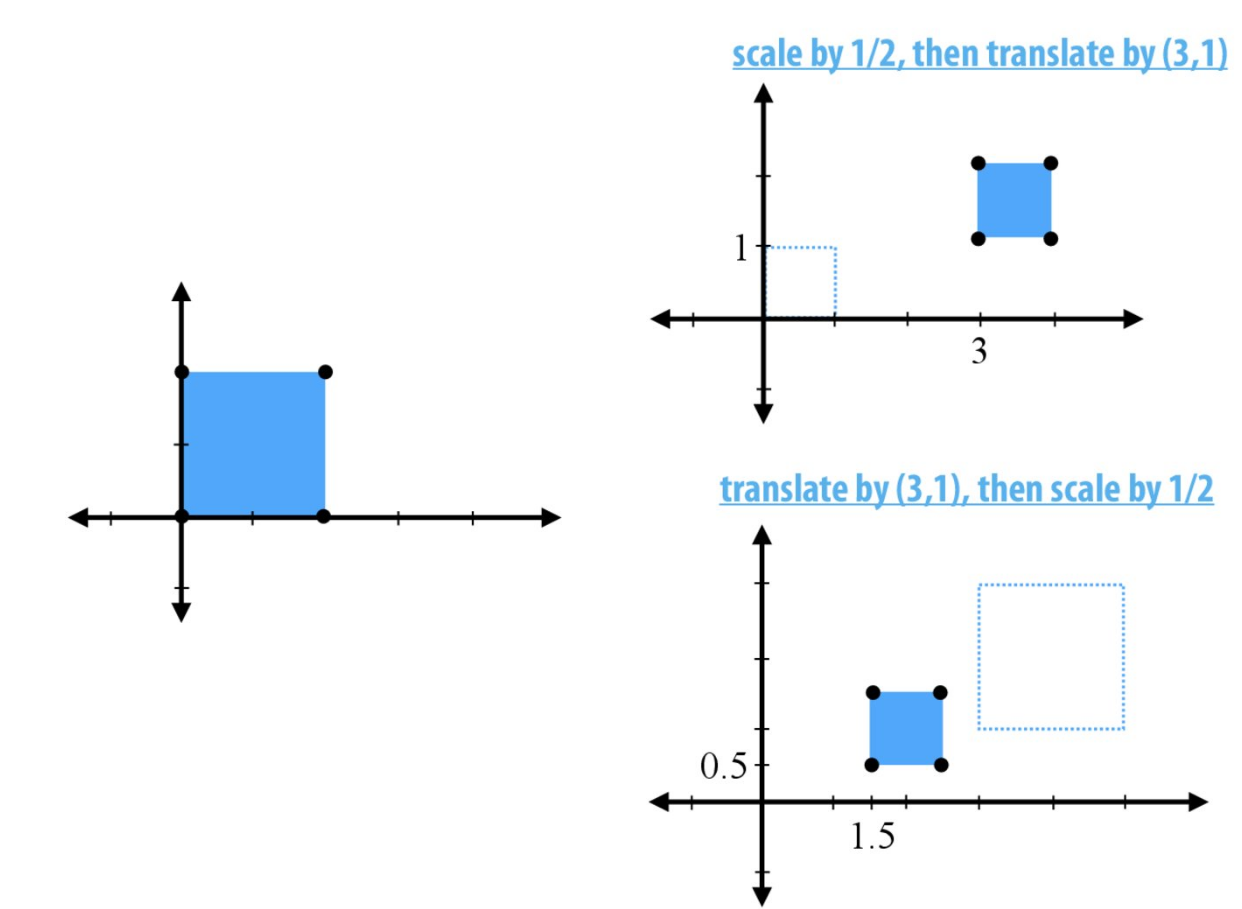 scale by 1/2, then translate by (3,1)
1
3
translate by (3,1), then scale by 1/2
0.5
1.5